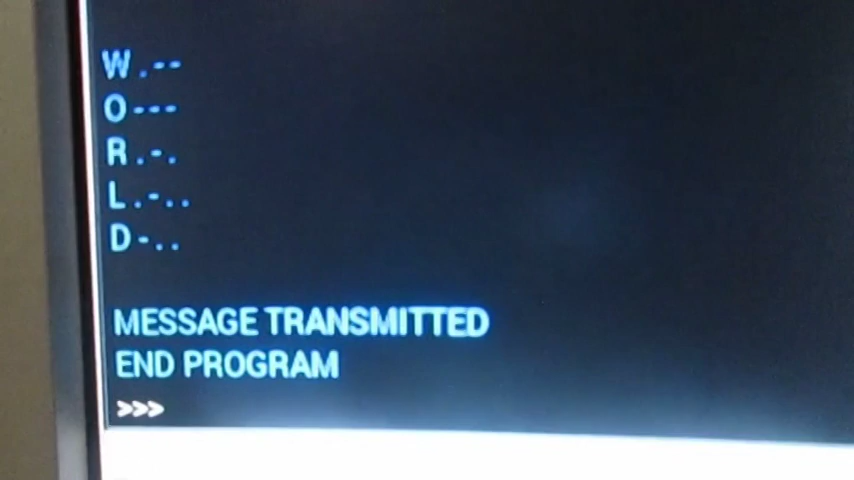 W .--
O ---
R .-.
L .-..
D -..
MESSAGE TRANSMITTED
END PROGRAM
>>>